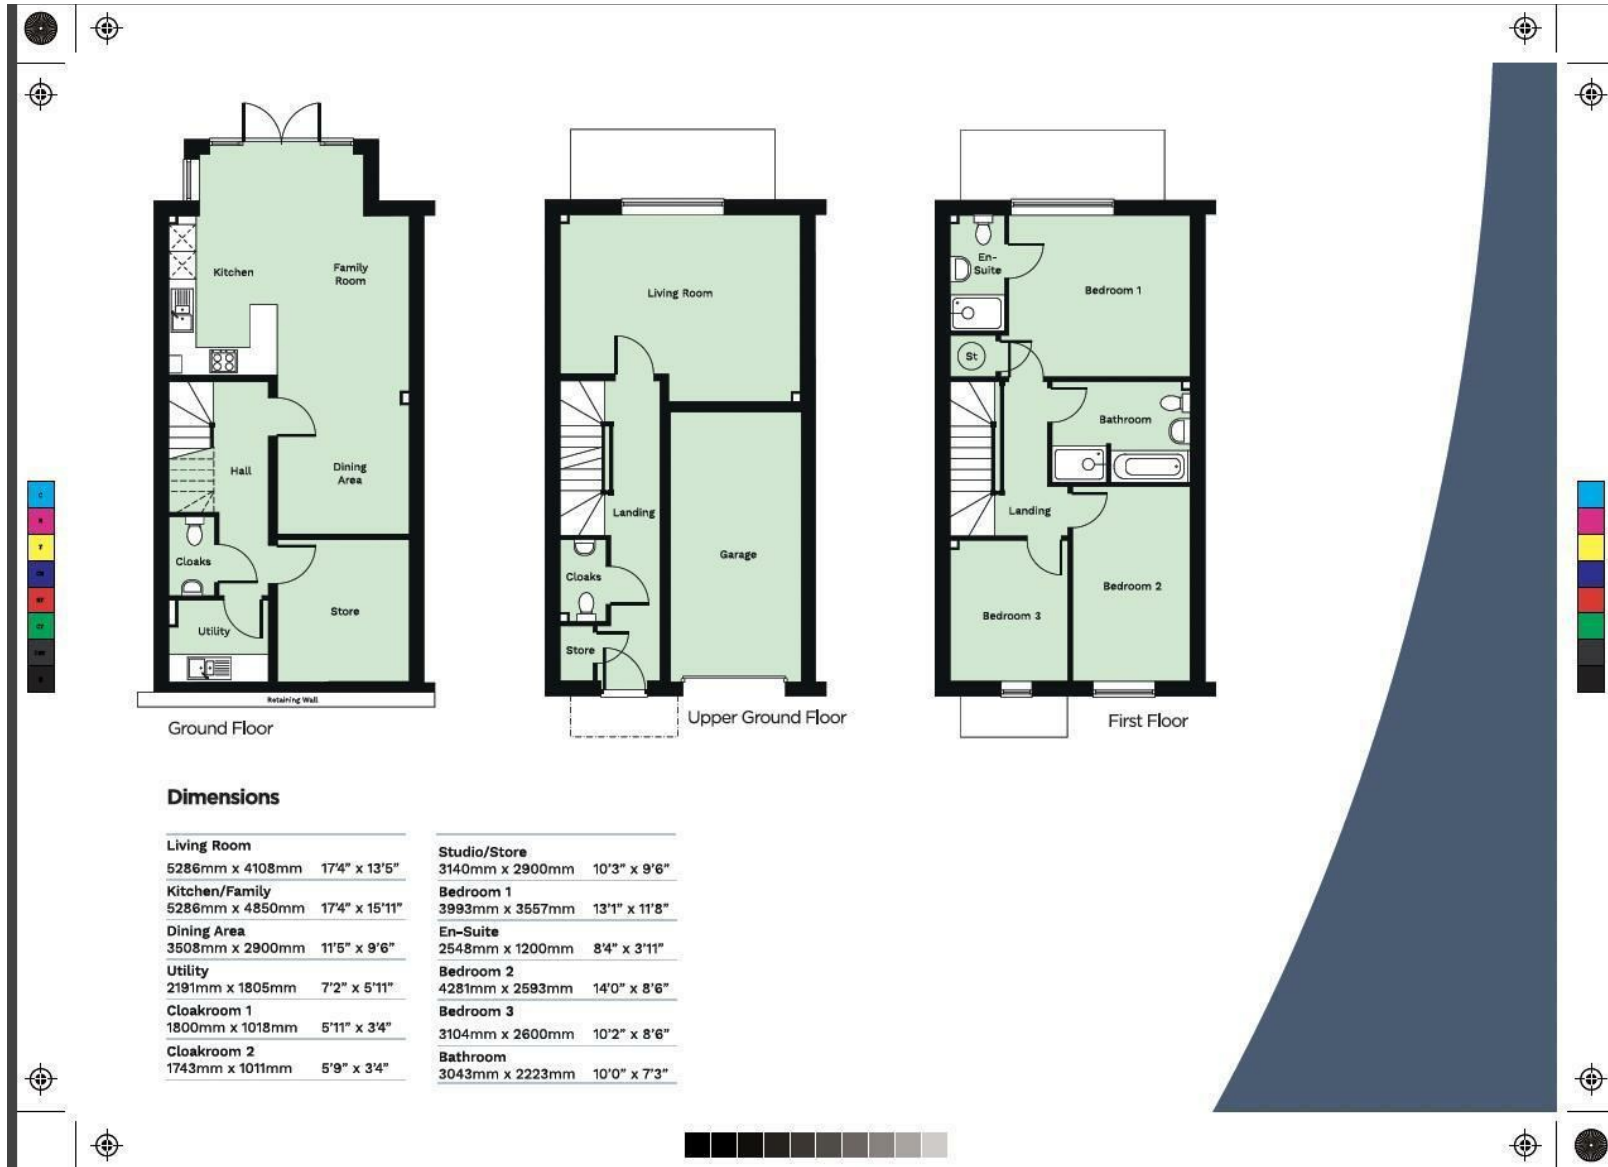 Kitchen
Family
Room
Hall
Dining
Area
Cloaks
Utility
Store
Retaining Wall
Ground Floor
Living Room
Landing
Cloaks
Store
Garage
Upper Ground Floor
En-
Suite
Bedroom 1
St
Bathroom
Landing
Bedroom 2
Bedroom 3
First Floor
Dimensions
Living Room
5286mm x 4108mm 17'4" x 13'5"
Kitchen/Family
5286mm x 4850mm 17'4" x 15'11"
Dining Area
3508mm x 2900mm 11'5" x 9'6"
Utility
2191mm x 1805mm 7'2" x 5'11"
Cloakroom 1
1800mm x 1018mm 5'11" x 3'4"
Cloakroom 2
1743mm x 1011mm 5'9" x 3'4"
Studio/Store
3140mm x 2900mm 10'3" x 9'6"
Bedroom 1
3993mm x 3557mm 13'1" x 11'8"
En-Suite
2548mm x 1200mm 8'4" x 3'11"
Bedroom 2
4281mm x 2593mm 14'0" x 8'6"
Bedroom 3
3104mm x 2600mm 10'2" x 8'6"
Bathroom
3043mm x 2223mm 10'0" x 7'3"